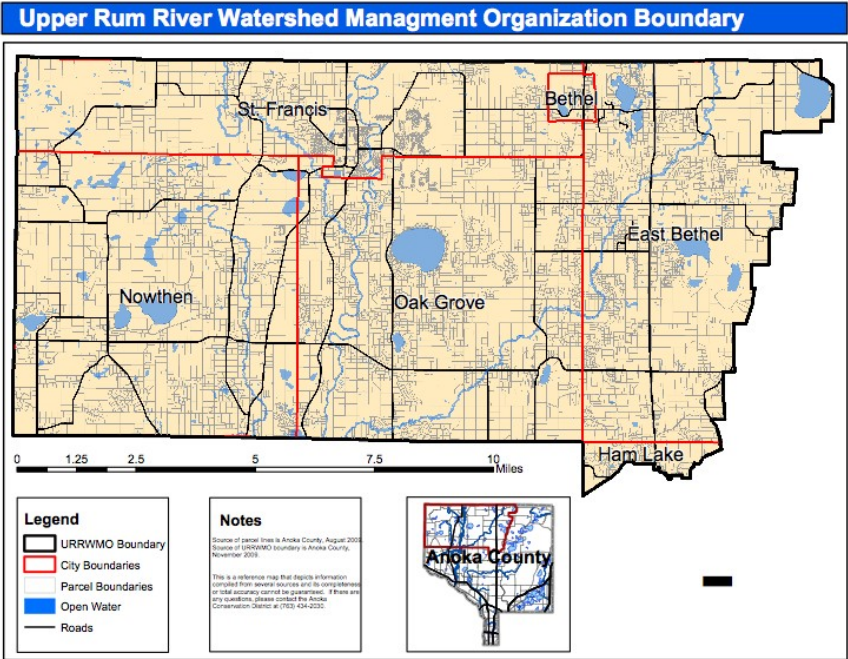 Upper Rum River Watershed Managment Organization Boundary
St. Francis
Bethel
East Bethel
Nowthen
Oak Grove
Ham Lake
0 1.25 2.5 5 7.5 10
Miles
Legend
URRWMO Boundary
City Boundaries
Parcel Boundaries
Open Water
Roads
Notes
Source of parcel lines is Anoka County, August 2009.
Source of URRWMO boundary is Anoka County,
November 2009.
This is a reference map that depicts information
compiled from several sources and its completeness
or total accuracy cannot be guaranteed. If there are
any questions, please contact the Anoka
Conservation District at (763) 434-2030.
Anoka County